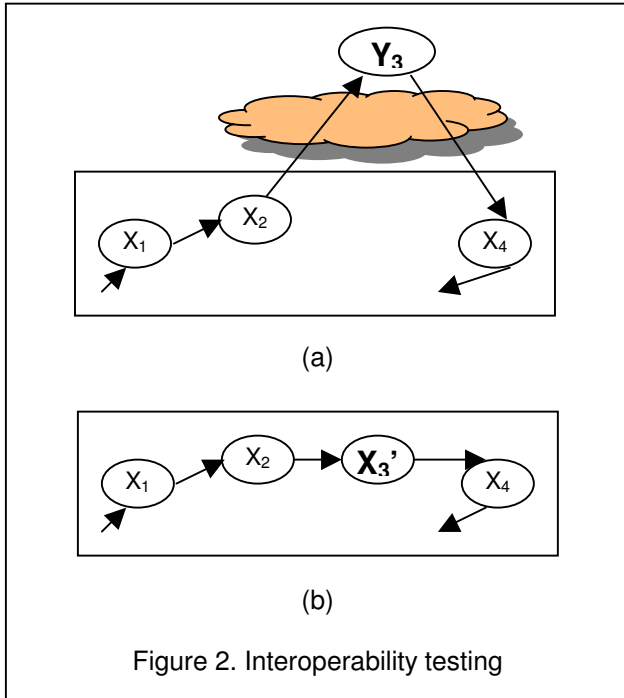 Y₃
X₂
X₁
X₄
(a)
X₂
X₃’
X₁
X₄
(b)
Figure 2. Interoperability testing